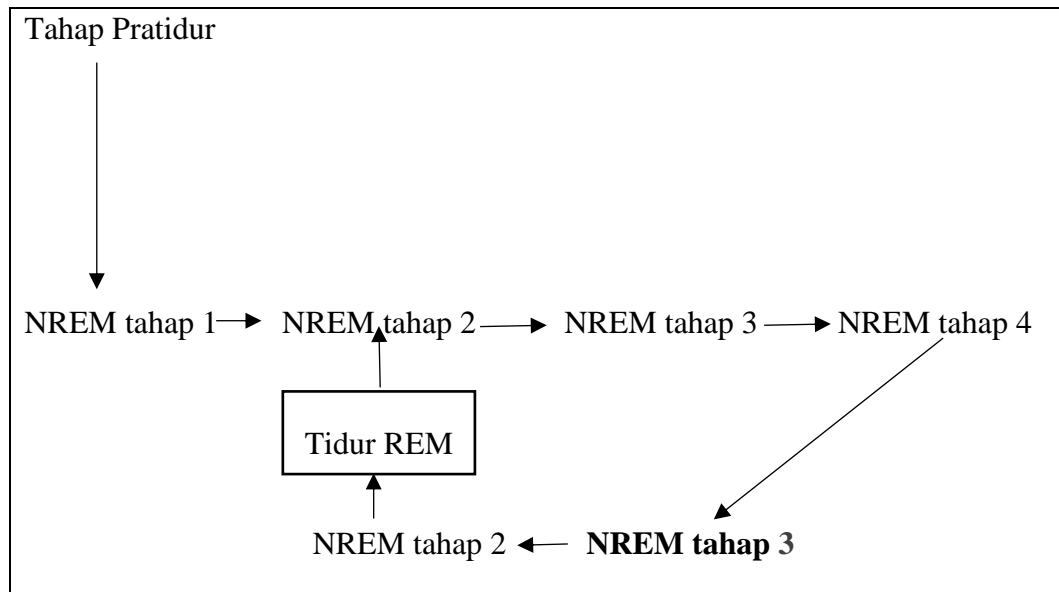 Tahap Pratidur
NREM tahap 1
NREM tahap 2
NREM tahap 3
NREM tahap 4
Tidur REM
NREM tahap 2
NREM tahap 3